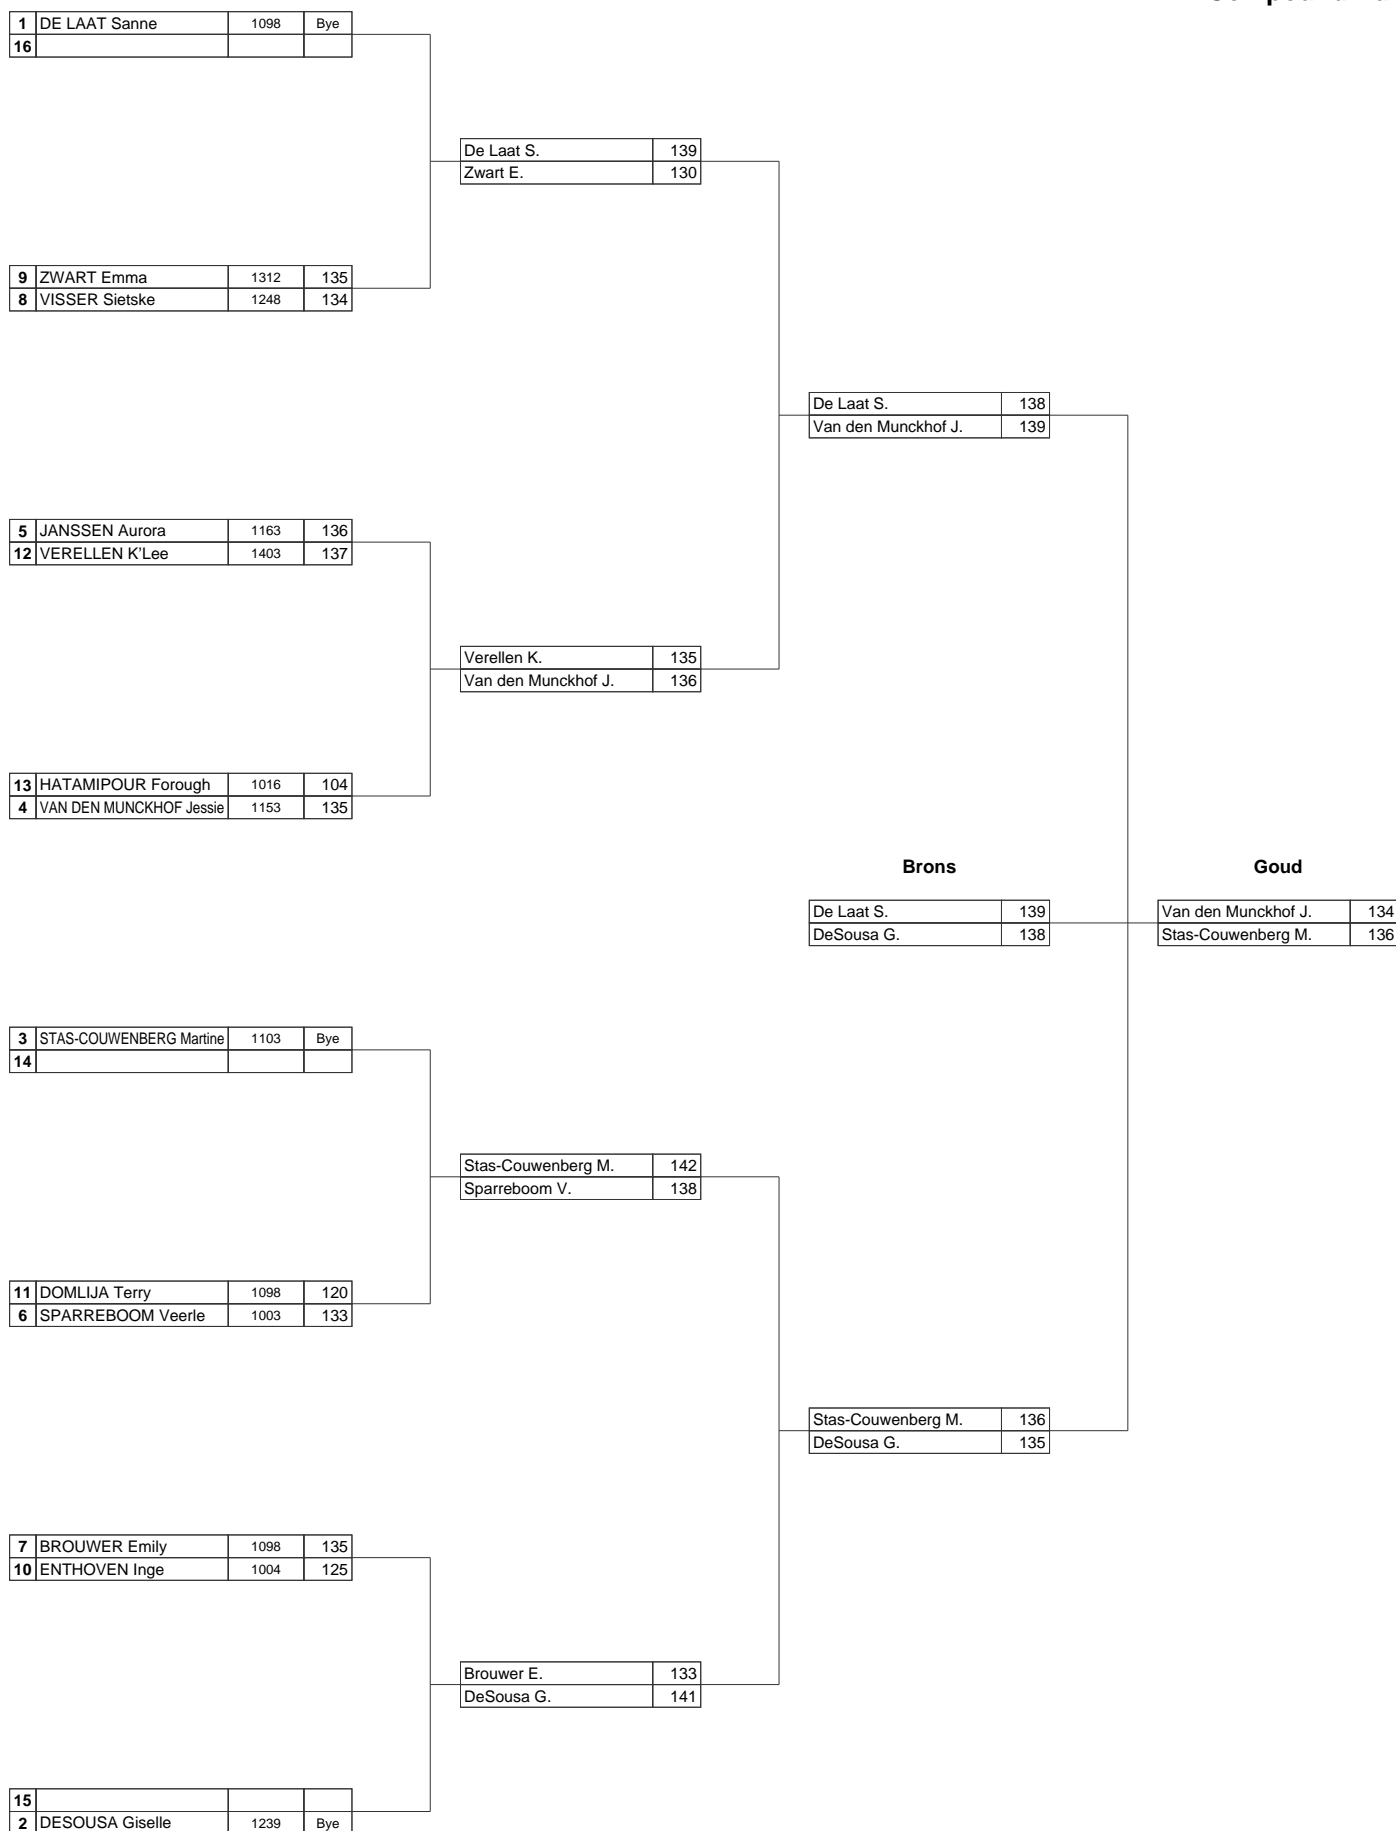 1 DE LAAT Sanne 1098 Bye
16
De Laat S. 139
Zwart E. 130
9 ZWART Emma 1312 135
8 VISSER Sietske 1248 134
De Laat S. 138
Van den Munckhof J. 139
5 JANSSEN Aurora 1163 136
12 VERELLEN K'Lee 1403 137
Verellen K. 135
Van den Munckhof J. 136
13 HATAMIPOUR Forough 1016 104
4 VAN DEN MUNCKHOF Jessie 1153 135
Brons Goud
De Laat S. 139 Van den Munckhof J. 134
DeSousa G. 138 Stas-Couwenberg M. 136
3 STAS-COUWENBERG Martine 1103 Bye
14
Stas-Couwenberg M. 142
Sparreboom V. 138
11 DOMLIJA Terry 1098 120
6 SPARREBOOM Veerle 1003 133
Stas-Couwenberg M. 136
DeSousa G. 135
7 BROUWER Emily 1098 135
10 ENTHOVEN Inge 1004 125
Brouwer E. 133
DeSousa G. 141
15
2 DESOUSA Giselle 1239 Bye